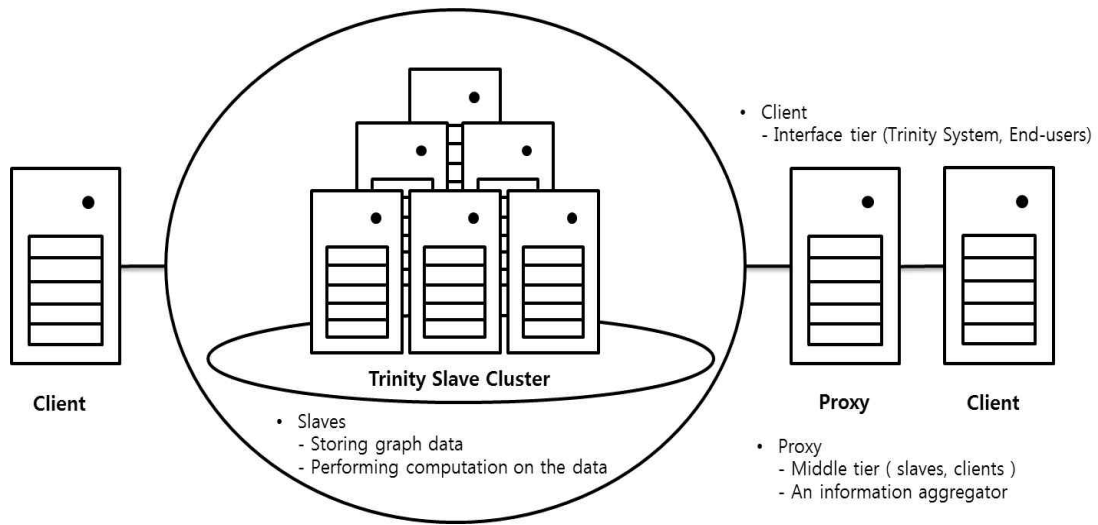 • Client
- Interface tier (Trinity System, End-users)
Trinity Slave Cluster
Client
Proxy
Client
• Slaves
- Storing graph data
- Performing computation on the data
• Proxy
- Middle tier ( slaves, clients )
- An information aggregator